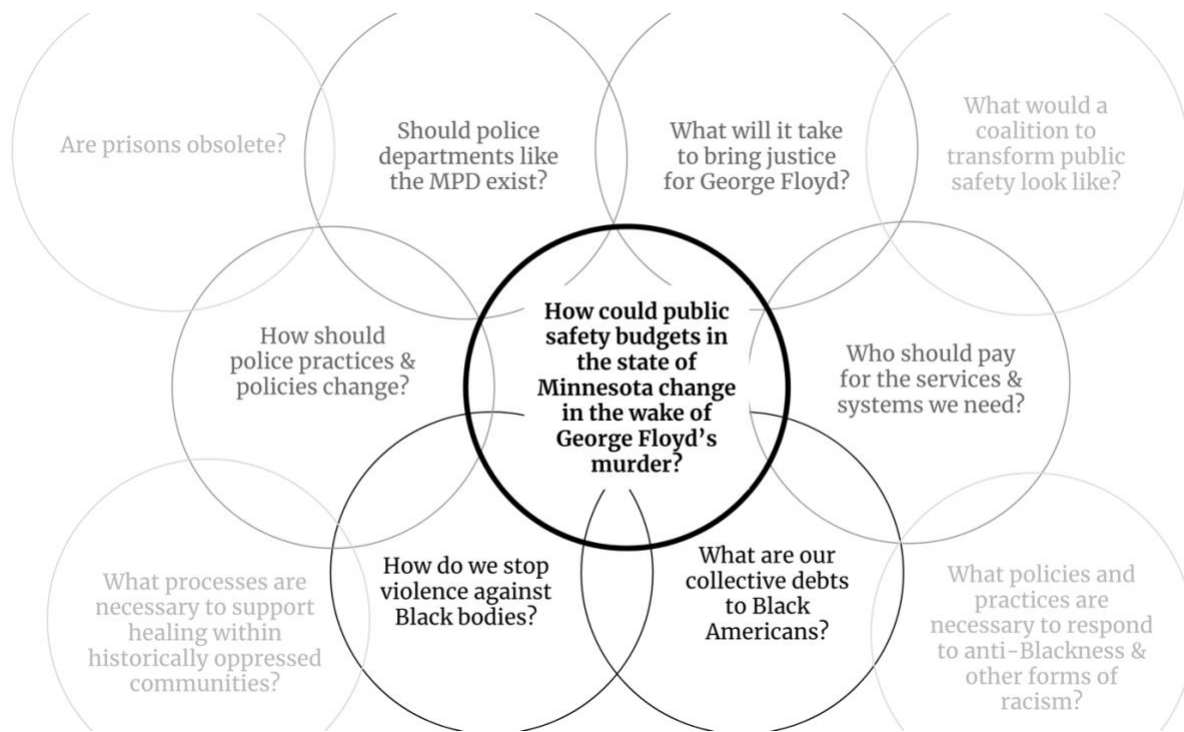 Are prisons obsolete?
Should police
departments like
the MPD exist?
What will it take
to bring justice
for George Floyd?
What would a
coalition to
transform public
safety look like?
How should
police practices &
policies change?
How could public
safety budgets in
the state of
Minnesota change
in the wake of
George Floyd's
murder?
Who should pay
for the services &
systems we need?
What processes are
necessary to support
healing within
historically oppressed
communities?
How do we stop
violence against
Black bodies?
What are our
collective debts
to Black
Americans?
What policies and
practices are
necessary to respond
to anti-Blackness &
other forms of
racism?